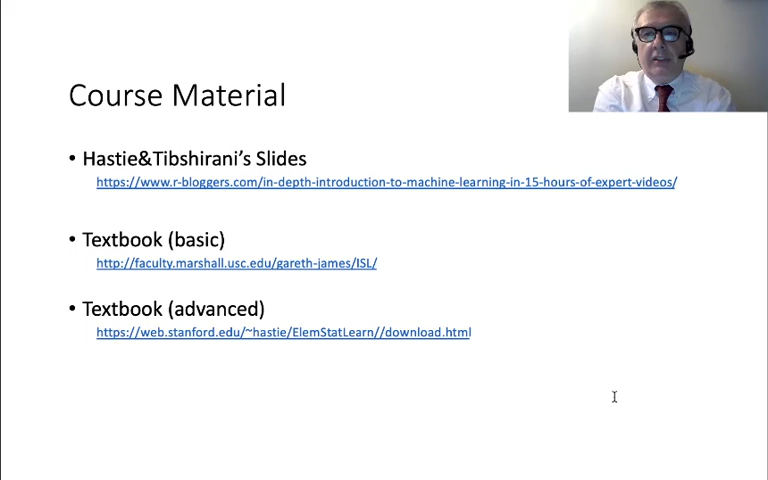 Course Material
• Hastie&Tibshirani's Slides
https://www.r-bloggers.com/in-depth-introduction-to-machine-learning-in-15-hours-of-expert-videos/
• Textbook (basic)
http://faculty.marshall.usc.edu/gareth-james/ISL/
• Textbook (advanced)
https://web.stanford.edu/~hastie/ElemStatLearn//download.html